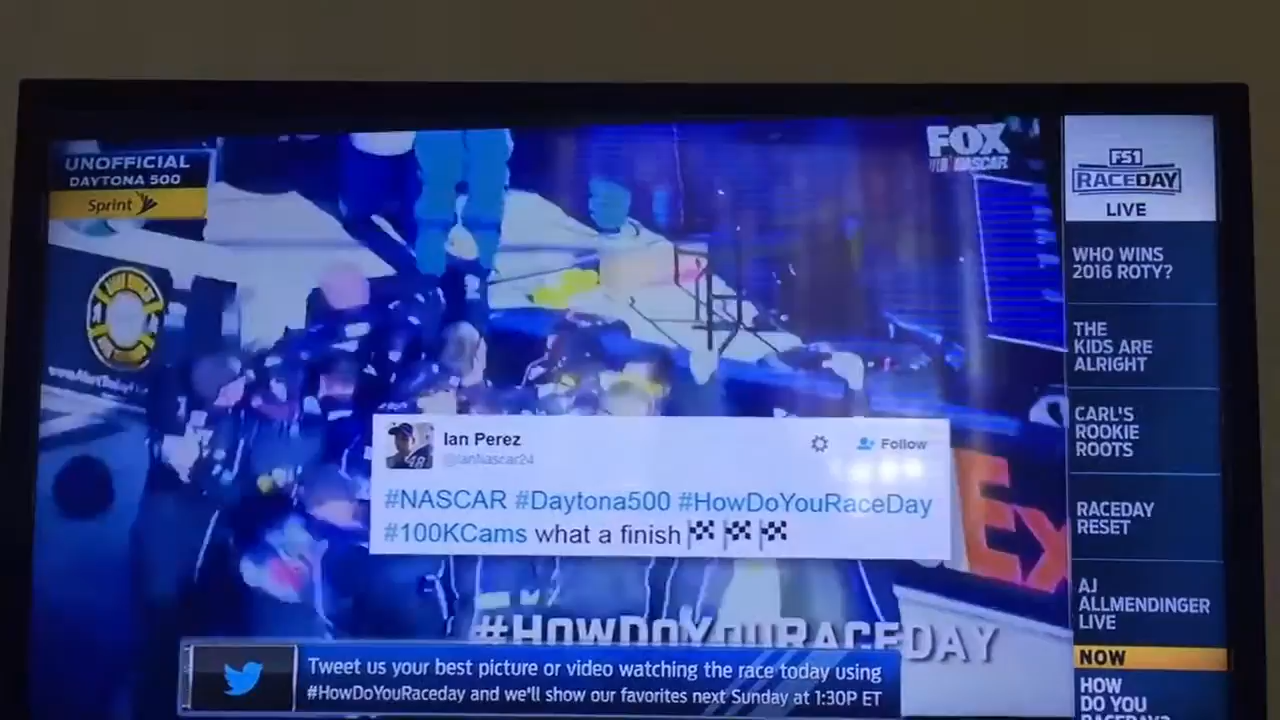 UNOFFICIAL
DAYTONA 500
Sprint
FOX
NASCAR
FS1
RACEDAY
LIVE
WHO WINS
2016 ROTY?
THE
KIDS ARE
ALRIGHT
CARL'S
ROOKIE
ROOTS
RACEDAY
RESET
AJ
ALLMENDINGER
LIVE
NOW
HOW
DO YOU
RACEDAY?
Ian Perez
@IanNascar24
Follow
#NASCAR #Daytona500 #HowDoYouRaceDay
#100KCams what a finish
Ex
#HOWDOYOURACEDAY
Tweet us your best picture or video watching the race today using
#HowDoYouRaceday and we'll show our favorites next Sunday at 1:30P ET